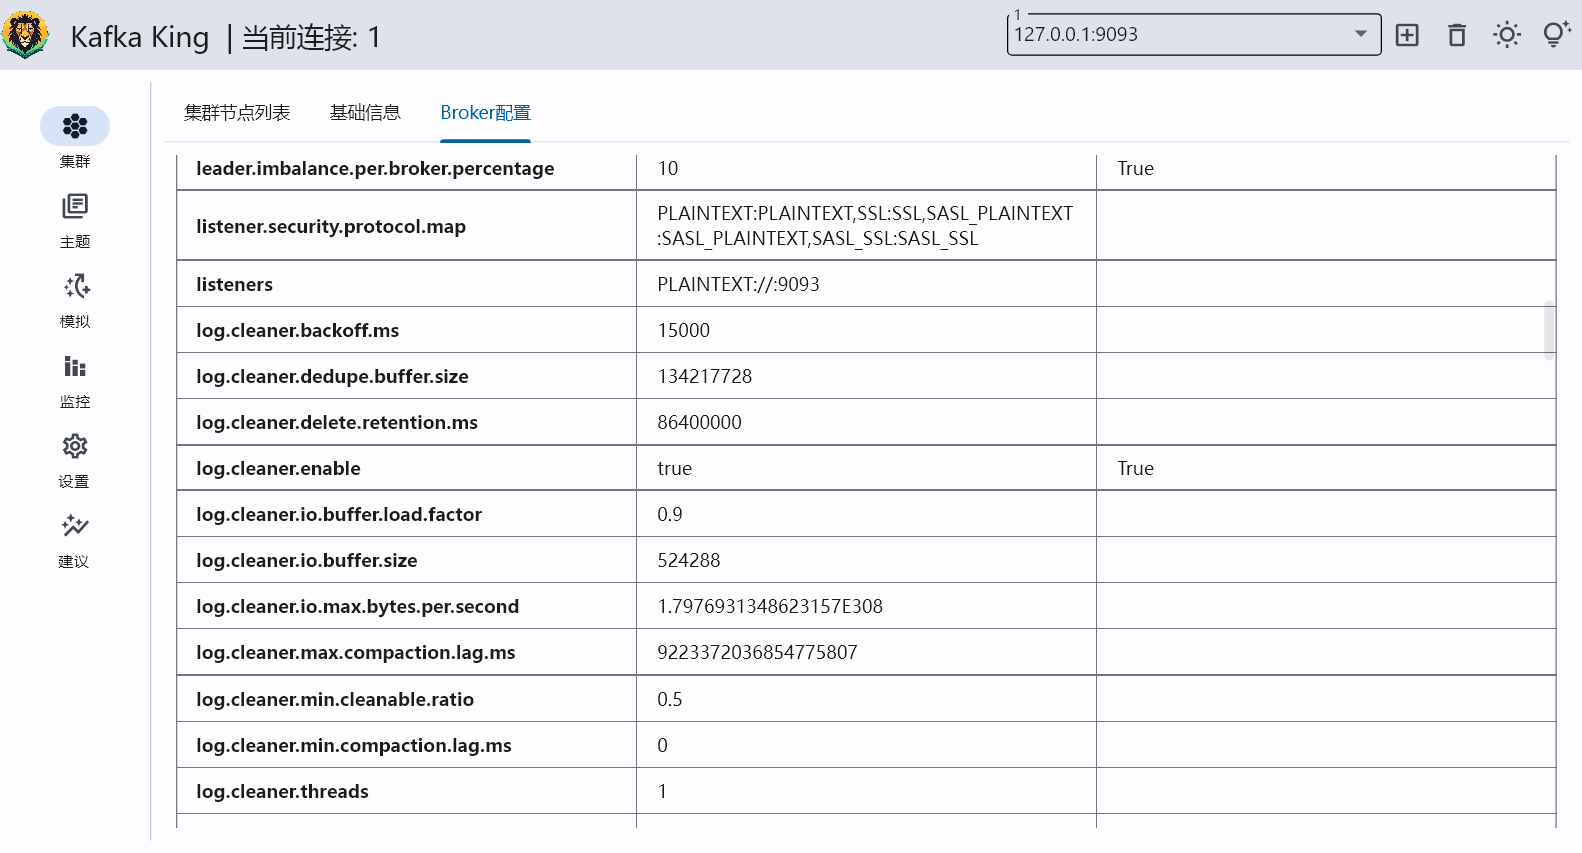 Kafka King | 当前连接: 1
1
127.0.0.1:9093
集群
主题
模拟
监控
设置
建议
集群节点列表 基础信息 Broker配置
leader.imbalance.per.broker.percentage 10 True
listener.security.protocol.map PLAINTEXT:PLAINTEXT,SSL:SSL,SASL_PLAINTEXT
:SASL_PLAINTEXT,SASL_SSL:SASL_SSL
listeners PLAINTEXT://:9093
log.cleaner.backoff.ms 15000
log.cleaner.dedupe.buffer.size 134217728
log.cleaner.delete.retention.ms 86400000
log.cleaner.enable true True
log.cleaner.io.buffer.load.factor 0.9
log.cleaner.io.buffer.size 524288
log.cleaner.io.max.bytes.per.second 1.7976931348623157E308
log.cleaner.max.compaction.lag.ms 9223372036854775807
log.cleaner.min.cleanable.ratio 0.5
log.cleaner.min.compaction.lag.ms 0
log.cleaner.threads 1